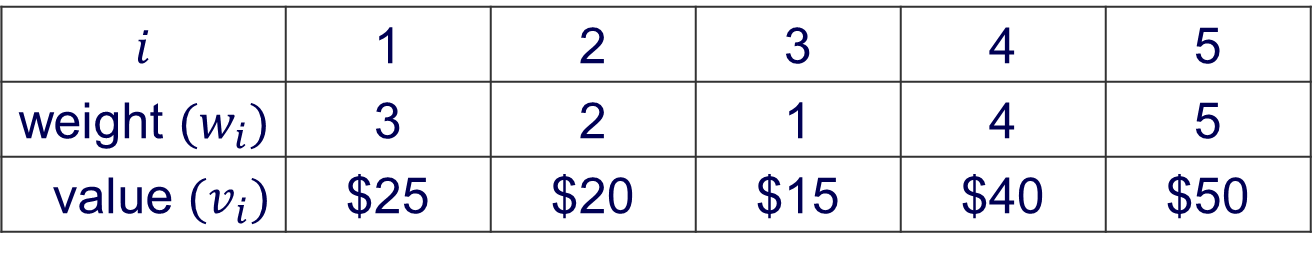 i 1 2 3 4 5
weight (wᵢ) 3 2 1 4 5
value (vᵢ) $25 $20 $15 $40 $50